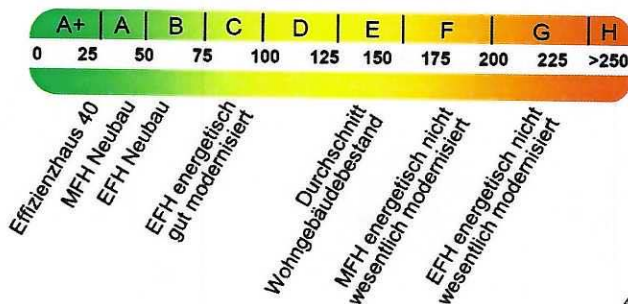 A+ A B C D E F G H
0 25 50 75 100 125 150 175 200 225 >250
Effizienzhaus 40
MFH Neubau
EFH Neubau
EFH energetisch
gut modernisiert
Durchschnitt
Wohngebäudebestand
MFH energetisch nicht
wesentlich modernisiert
EFH energetisch nicht
wesentlich modernisiert